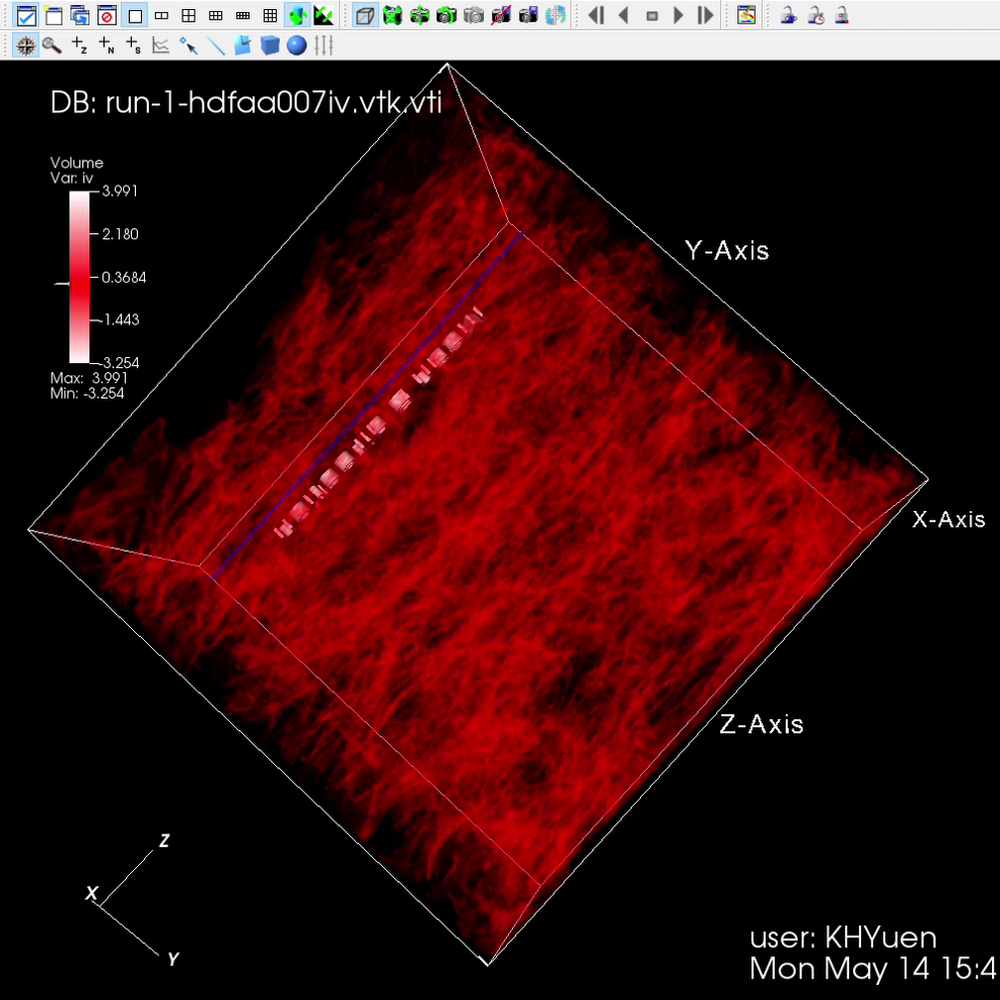 DB: run-1-hdfaa007iv.vtk.vti
Volume
Var: iv
3.991
2.180
0.3684
-1.443
-3.254
Max: 3.991
Min: -3.254
Y-Axis
X-Axis
Z-Axis
Z
X
Y
user: KHYuen
Mon May 14 15:4